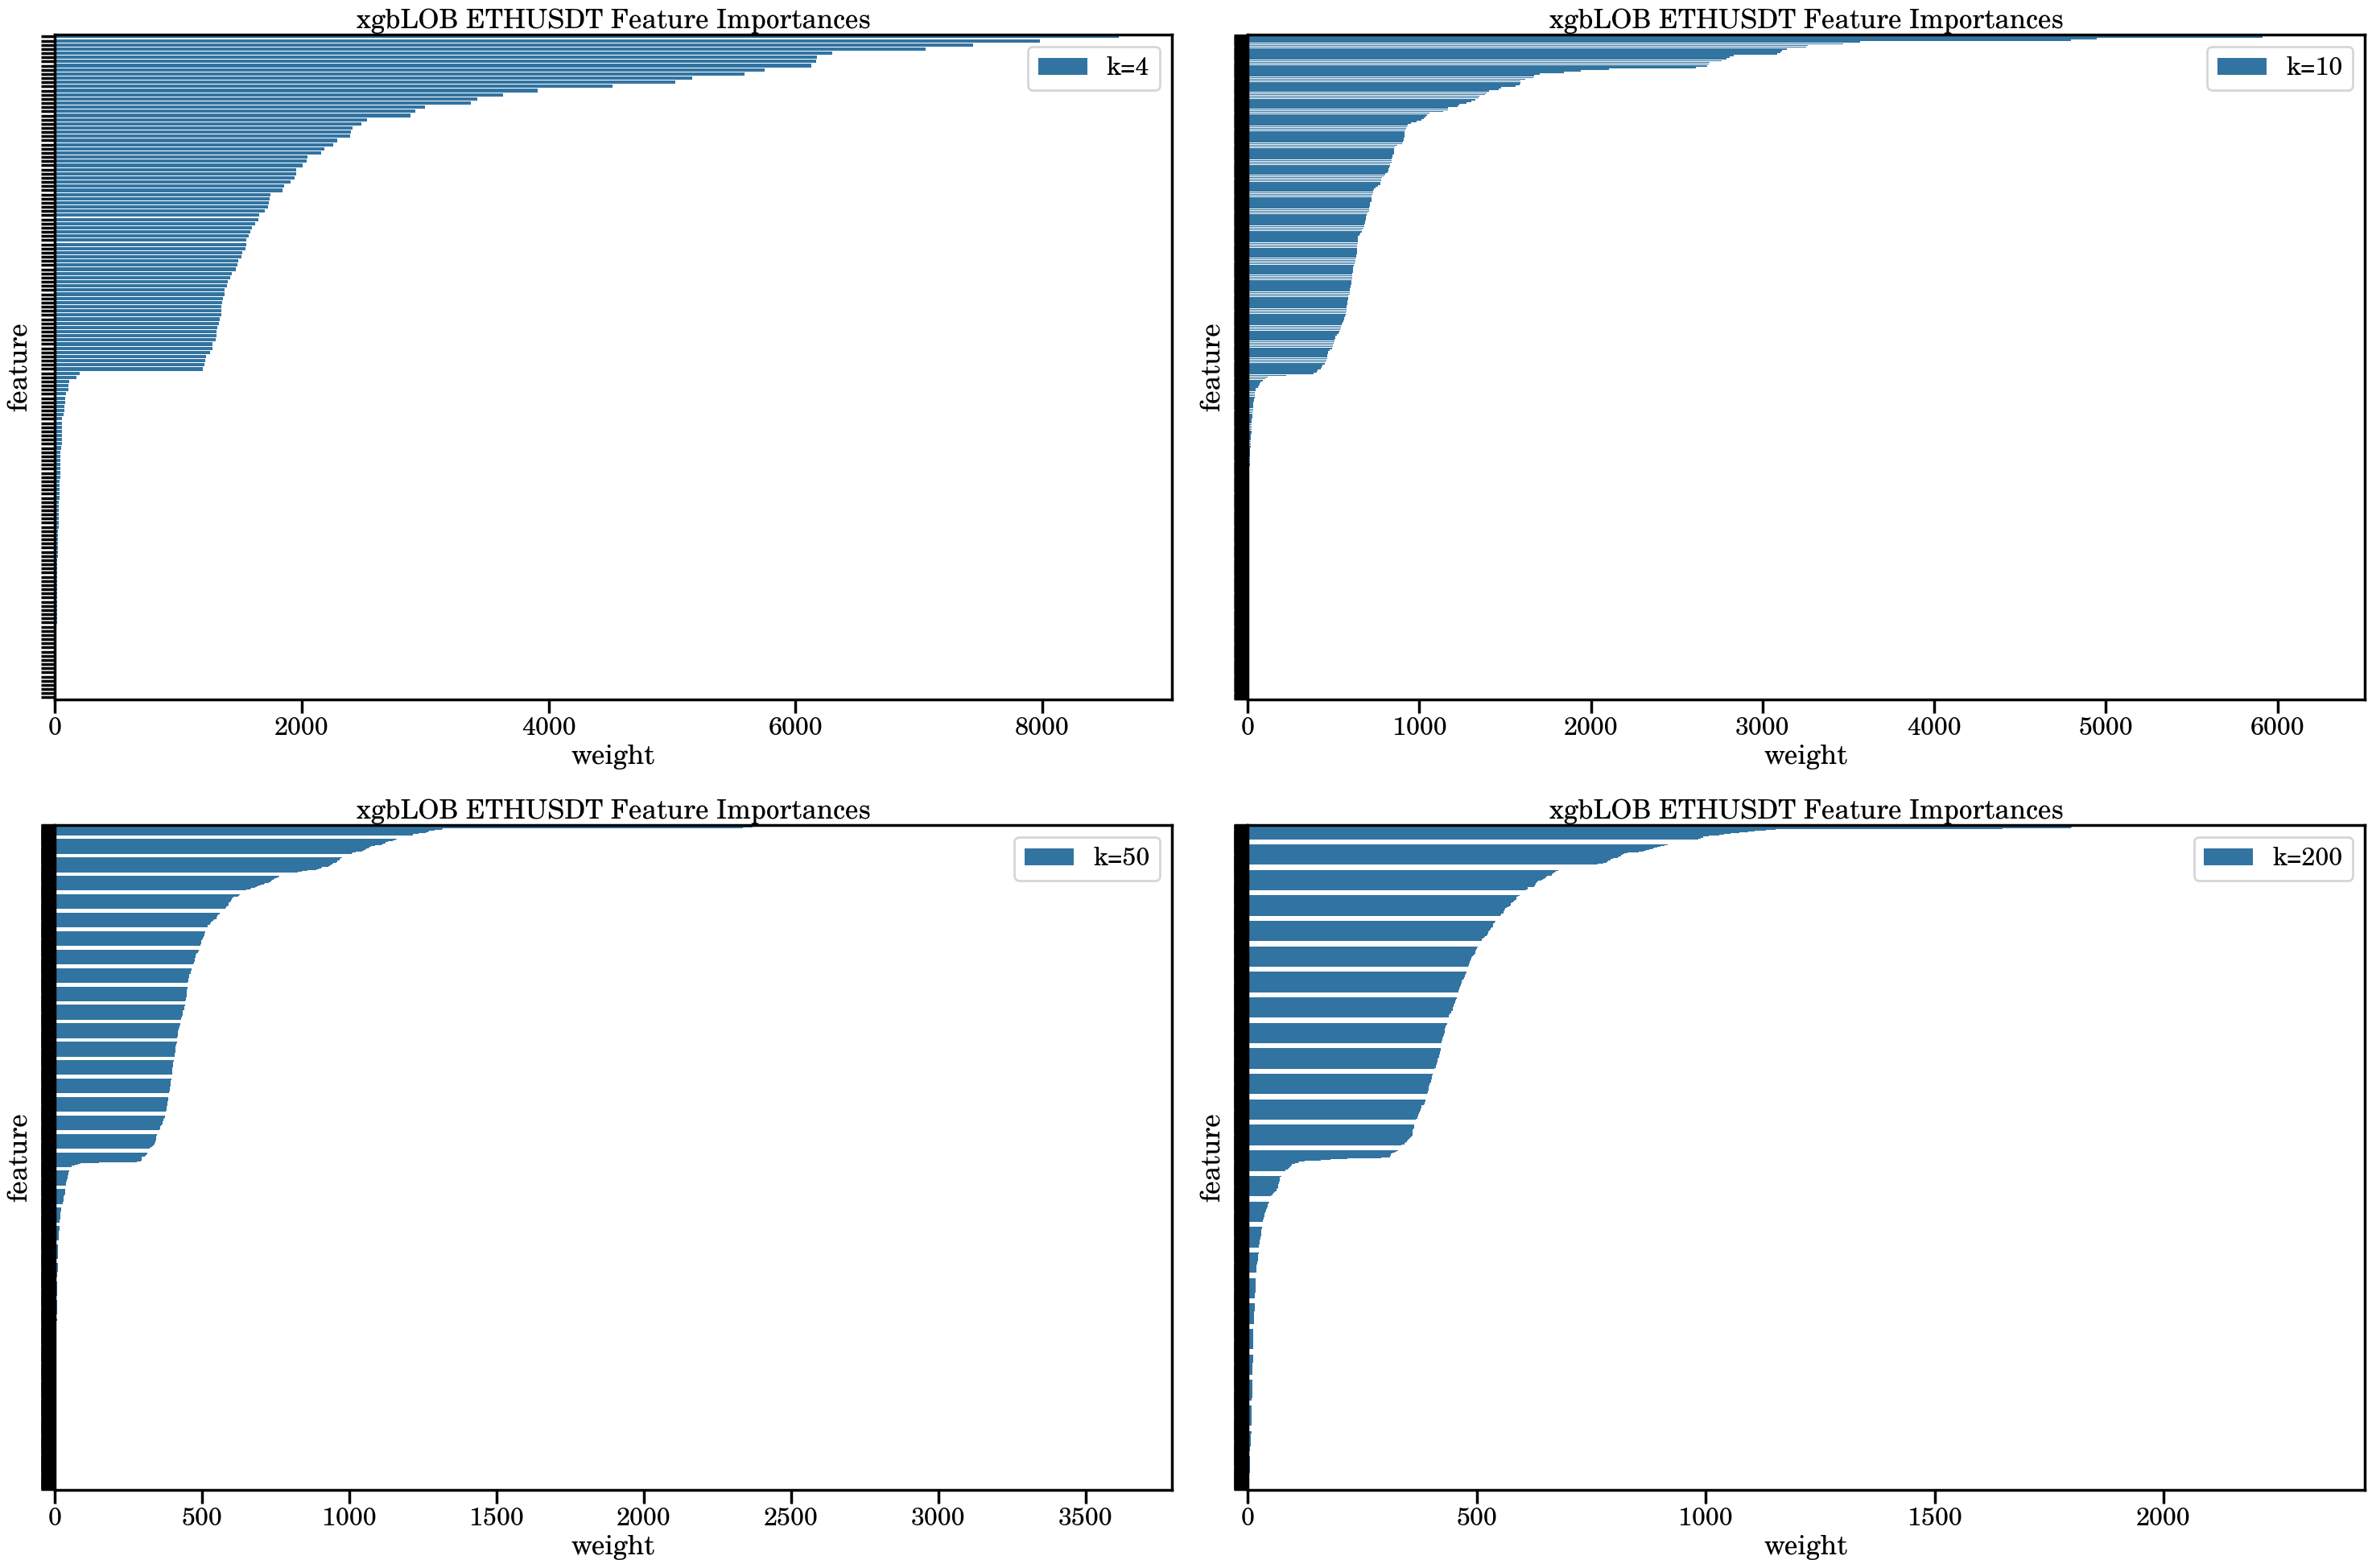 xgbLOB ETHUSDT Feature Importances
k=4
feature
0 2000 4000 6000 8000
weight
xgbLOB ETHUSDT Feature Importances
k=10
feature
0 1000 2000 3000 4000 5000 6000
weight
xgbLOB ETHUSDT Feature Importances
k=50
feature
0 500 1000 1500 2000 2500 3000 3500
weight
xgbLOB ETHUSDT Feature Importances
k=200
feature
0 500 1000 1500 2000
weight